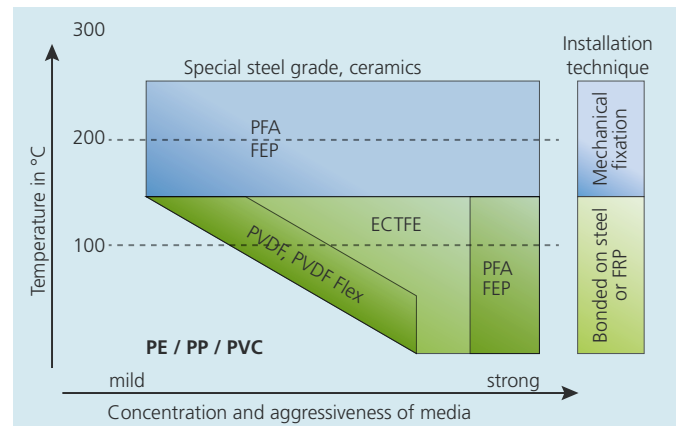 300
Installation
technique
Special steel grade, ceramics
Mechanical
fixation
PFA
200
FEP
Temperature in °C
ECTFE
PVDF, PVDF Flex
100
PFA
FEP
Bonded on steel
or FRP
PE / PP / PVC
mild
strong
Concentration and aggressiveness of media